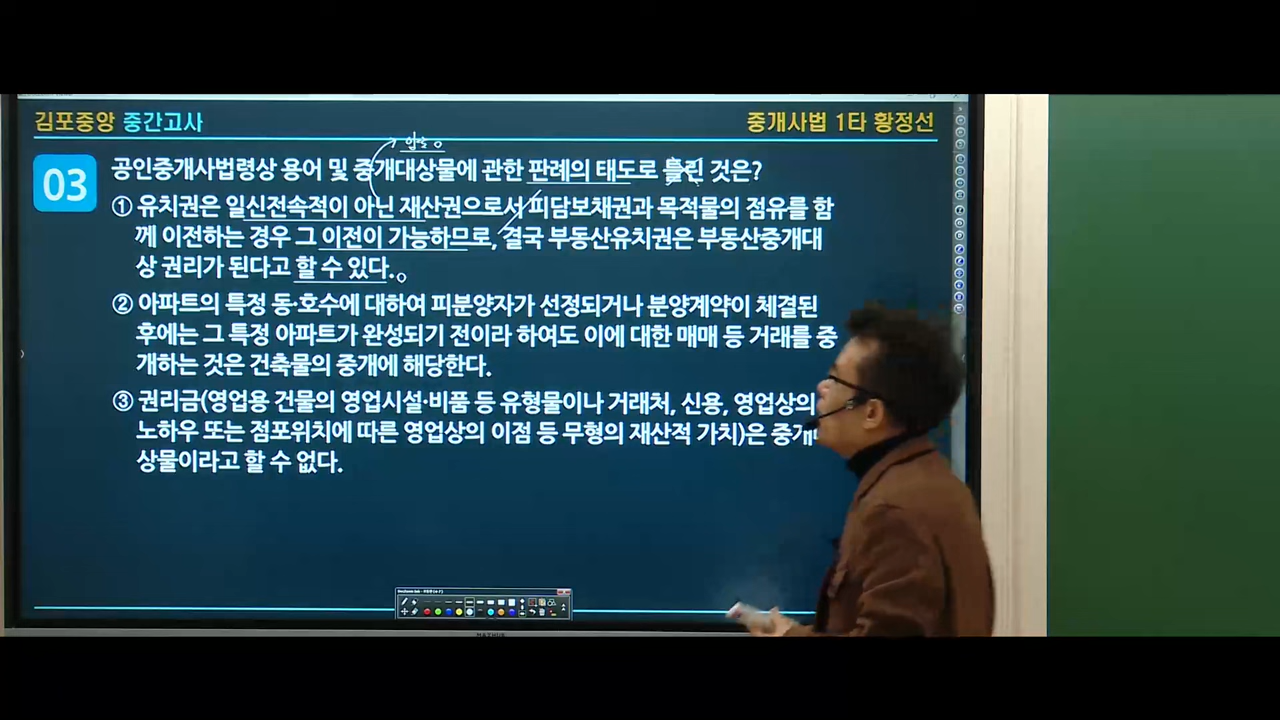 김포중앙 중간고사
중개사법 1타 황정선
03
공인중개사법령상 용어 및 중개대상물에 관한 판례의 태도로 틀린 것은?
① 유치권은 일신전속적이 아닌 재산권으로서 피담보채권과 목적물의 점유를 함
께 이전하는 경우 그 이전이 가능하므로, 결국 부동산유치권은 부동산중개대
상 권리가 된다고 할 수 있다.
② 아파트의 특정 동·호수에 대하여 피분양자가 선정되거나 분양계약이 체결된
후에는 그 특정 아파트가 완성되기 전이라 하여도 이에 대한 매매 등 거래를 중
개하는 것은 건축물의 중개에 해당한다.
③ 권리금(영업용 건물의 영업시설·비품 등 유형물이나 거래처, 신용, 영업상의
노하우 또는 점포위치에 따른 영업상의 이점 등 무형의 재산적 가치)은 중개
상물이라고 할 수 없다.